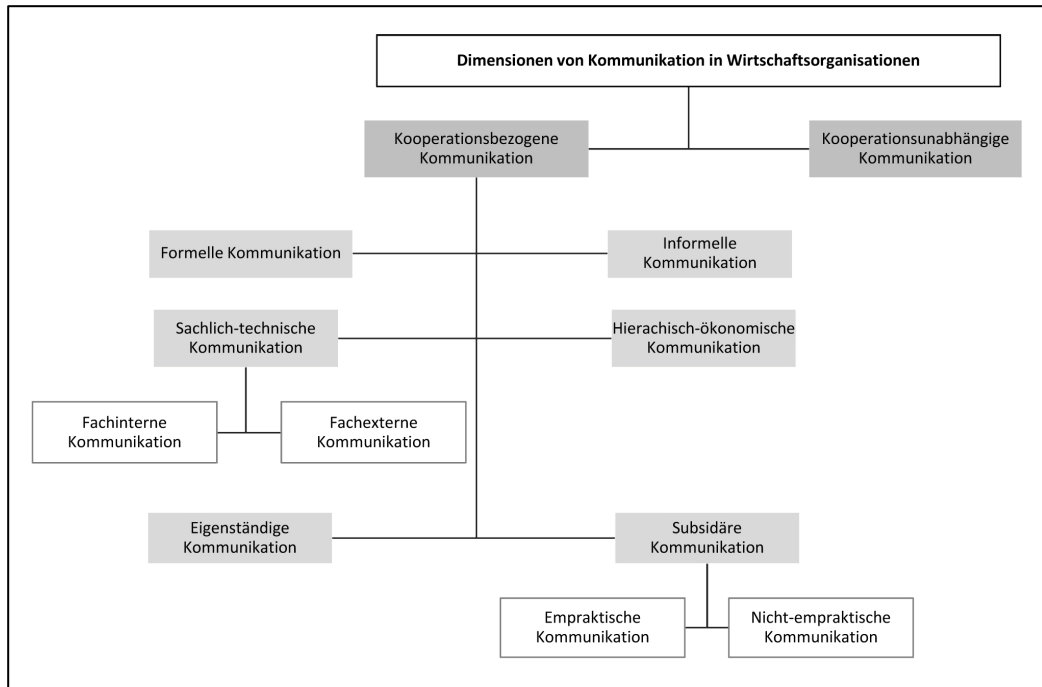 Dimensionen von Kommunikation in Wirtschaftsorganisationen
Kooperationsbezogene
Kommunikation
Kooperationsunabhängige
Kommunikation
Formelle Kommunikation
Informelle
Kommunikation
Sachlich-technische
Kommunikation
Hierachisch-ökonomische
Kommunikation
Fachinterne
Kommunikation
Fachexterne
Kommunikation
Eigenständige
Kommunikation
Subsidäre
Kommunikation
Empraktische
Kommunikation
Nicht-empraktische
Kommunikation